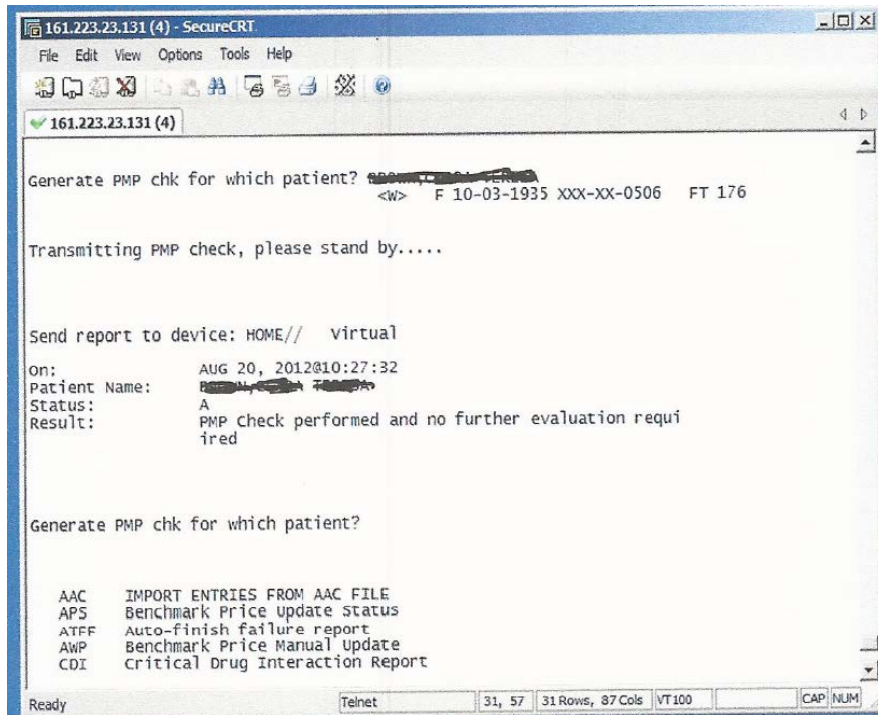 161.223.23.131 (4) - SecureCRT
File Edit View Options Tools Help
161.223.23.131 (4)
Generate PMP chk for which patient?
<W> F 10-03-1935 XXX-XX-0506 FT 176
Transmitting PMP check, please stand by.....
Send report to device: HOME// Virtual
On: AUG 20, 2012@10:27:32
Patient Name:
Status: A
Result: PMP Check performed and no further evaluation requi
ired
Generate PMP chk for which patient?
AAC IMPORT ENTRIES FROM AAC FILE
APS Benchmark Price Update Status
ATFF Auto-finish failure report
AWP Benchmark Price Manual Update
CDI Critical Drug Interaction Report
Ready Telnet 31, 57 31 Rows, 87 Cols VT100 CAP NUM